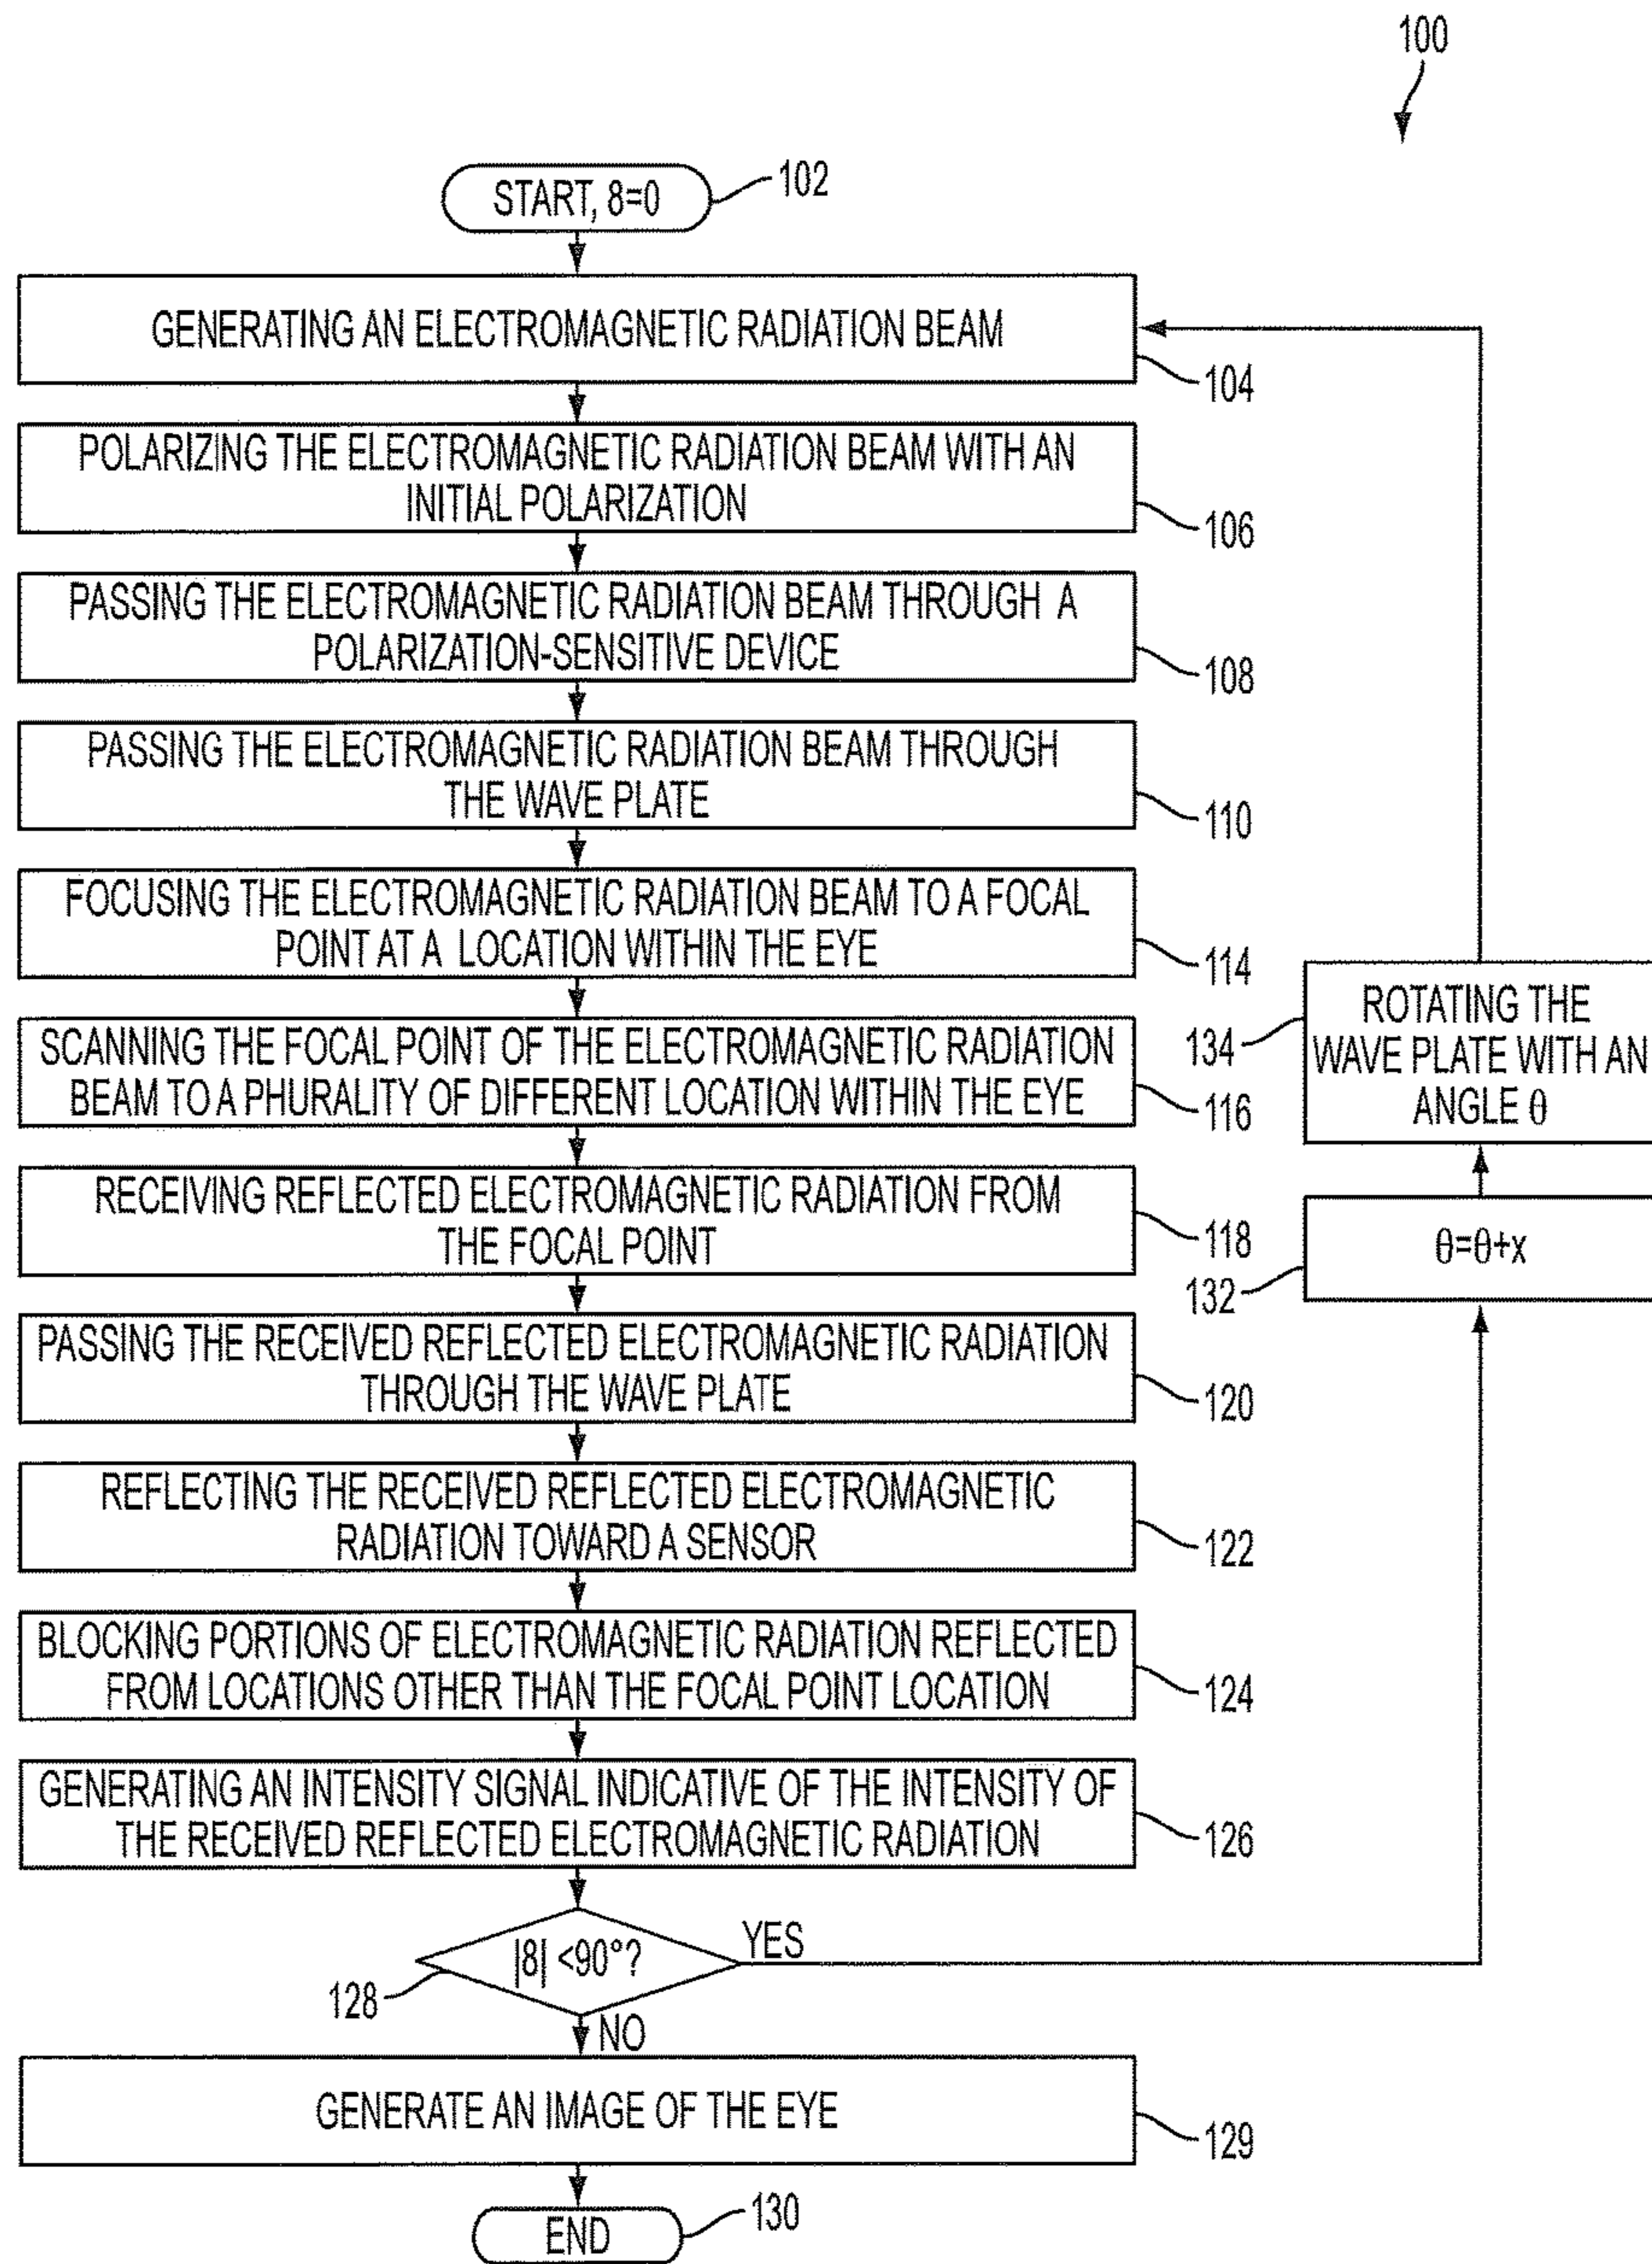 100
START, 8=0
102
GENERATING AN ELECTROMAGNETIC RADIATION BEAM
104
POLARIZING THE ELECTROMAGNETIC RADIATION BEAM WITH AN
INITIAL POLARIZATION
106
PASSING THE ELECTROMAGNETIC RADIATION BEAM THROUGH A
POLARIZATION-SENSITIVE DEVICE
108
PASSING THE ELECTROMAGNETIC RADIATION BEAM THROUGH
THE WAVE PLATE
110
FOCUSING THE ELECTROMAGNETIC RADIATION BEAM TO A FOCAL
POINT AT A LOCATION WITHIN THE EYE
114
SCANNING THE FOCAL POINT OF THE ELECTROMAGNETIC RADIATION
BEAM TO A PHURALITY OF DIFFERENT LOCATION WITHIN THE EYE
116
RECEIVING REFLECTED ELECTROMAGNETIC RADIATION FROM
THE FOCAL POINT
118
PASSING THE RECEIVED REFLECTED ELECTROMAGNETIC RADIATION
THROUGH THE WAVE PLATE
120
REFLECTING THE RECEIVED REFLECTED ELECTROMAGNETIC
RADIATION TOWARD A SENSOR
122
BLOCKING PORTIONS OF ELECTROMAGNETIC RADIATION REFLECTED
FROM LOCATIONS OTHER THAN THE FOCAL POINT LOCATION
124
GENERATING AN INTENSITY SIGNAL INDICATIVE OF THE INTENSITY OF
THE RECEIVED REFLECTED ELECTROMAGNETIC RADIATION
126
|8| <90°?
128
YES
NO
GENERATE AN IMAGE OF THE EYE
129
END
130
θ=θ+x
132
ROTATING THE
WAVE PLATE WITH AN
ANGLE θ
134